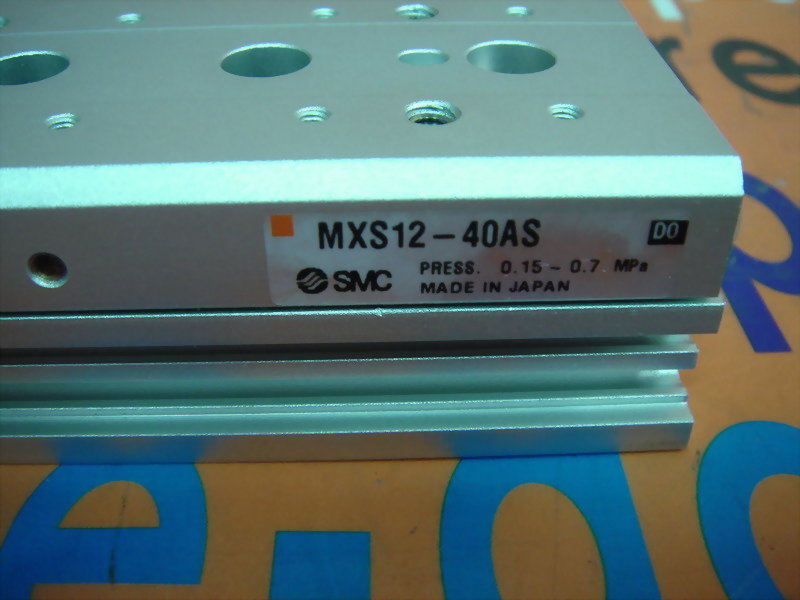 MXS12-40AS DO
SMC PRESS. 0.15~0.7 MPa
MADE IN JAPAN